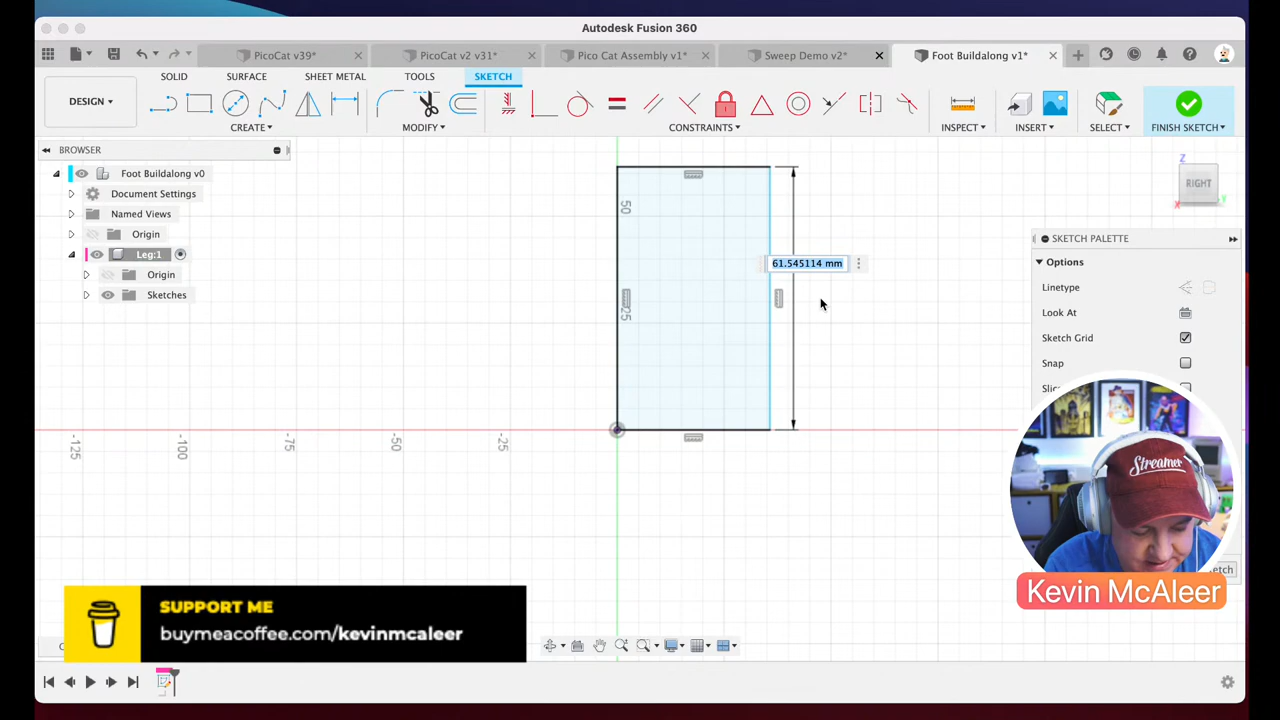 Autodesk Fusion 360
PicoCat v39*
PicoCat v2 v31*
Pico Cat Assembly v1*
Sweep Demo v2*
Foot Buildalong v1*
SOLID
SURFACE
SHEET METAL
TOOLS
SKETCH
DESIGN
CREATE
MODIFY
CONSTRAINTS
INSPECT
INSERT
SELECT
FINISH SKETCH
BROWSER
Foot Buildalong v0
Document Settings
Named Views
Origin
Leg:1
Origin
Sketches
50
25
61.545114 mm
-125
-100
-75
-50
-25
Z
RIGHT
X
Y
SKETCH PALETTE
Options
Linetype
Look At
Sketch Grid
Snap
Streamer
Kevin McAleer
SUPPORT ME
buymeacoffee.com/kevinmcaleer